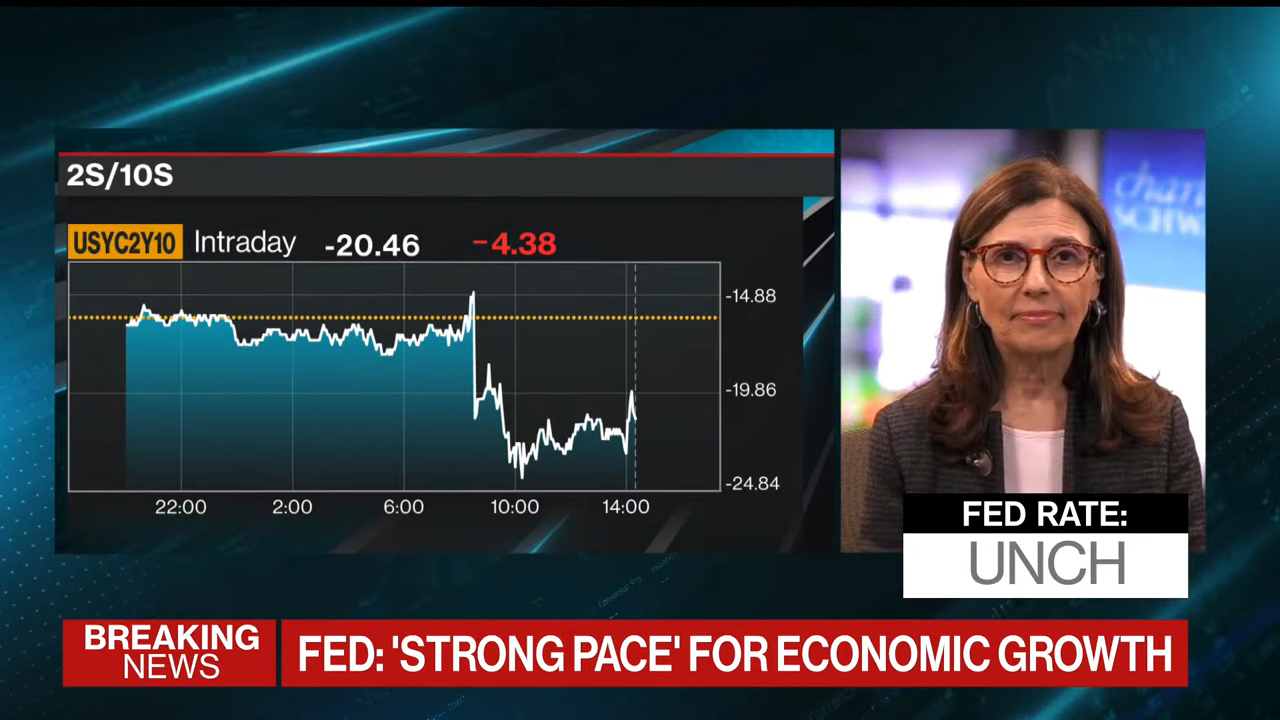 2S/10S
USYC2Y10 Intraday -20.46 -4.38
-14.88
-19.86
-24.84
22:00 2:00 6:00 10:00 14:00
SCHW
FED RATE:
UNCH
BREAKING
NEWS
FED: 'STRONG PACE' FOR ECONOMIC GROWTH